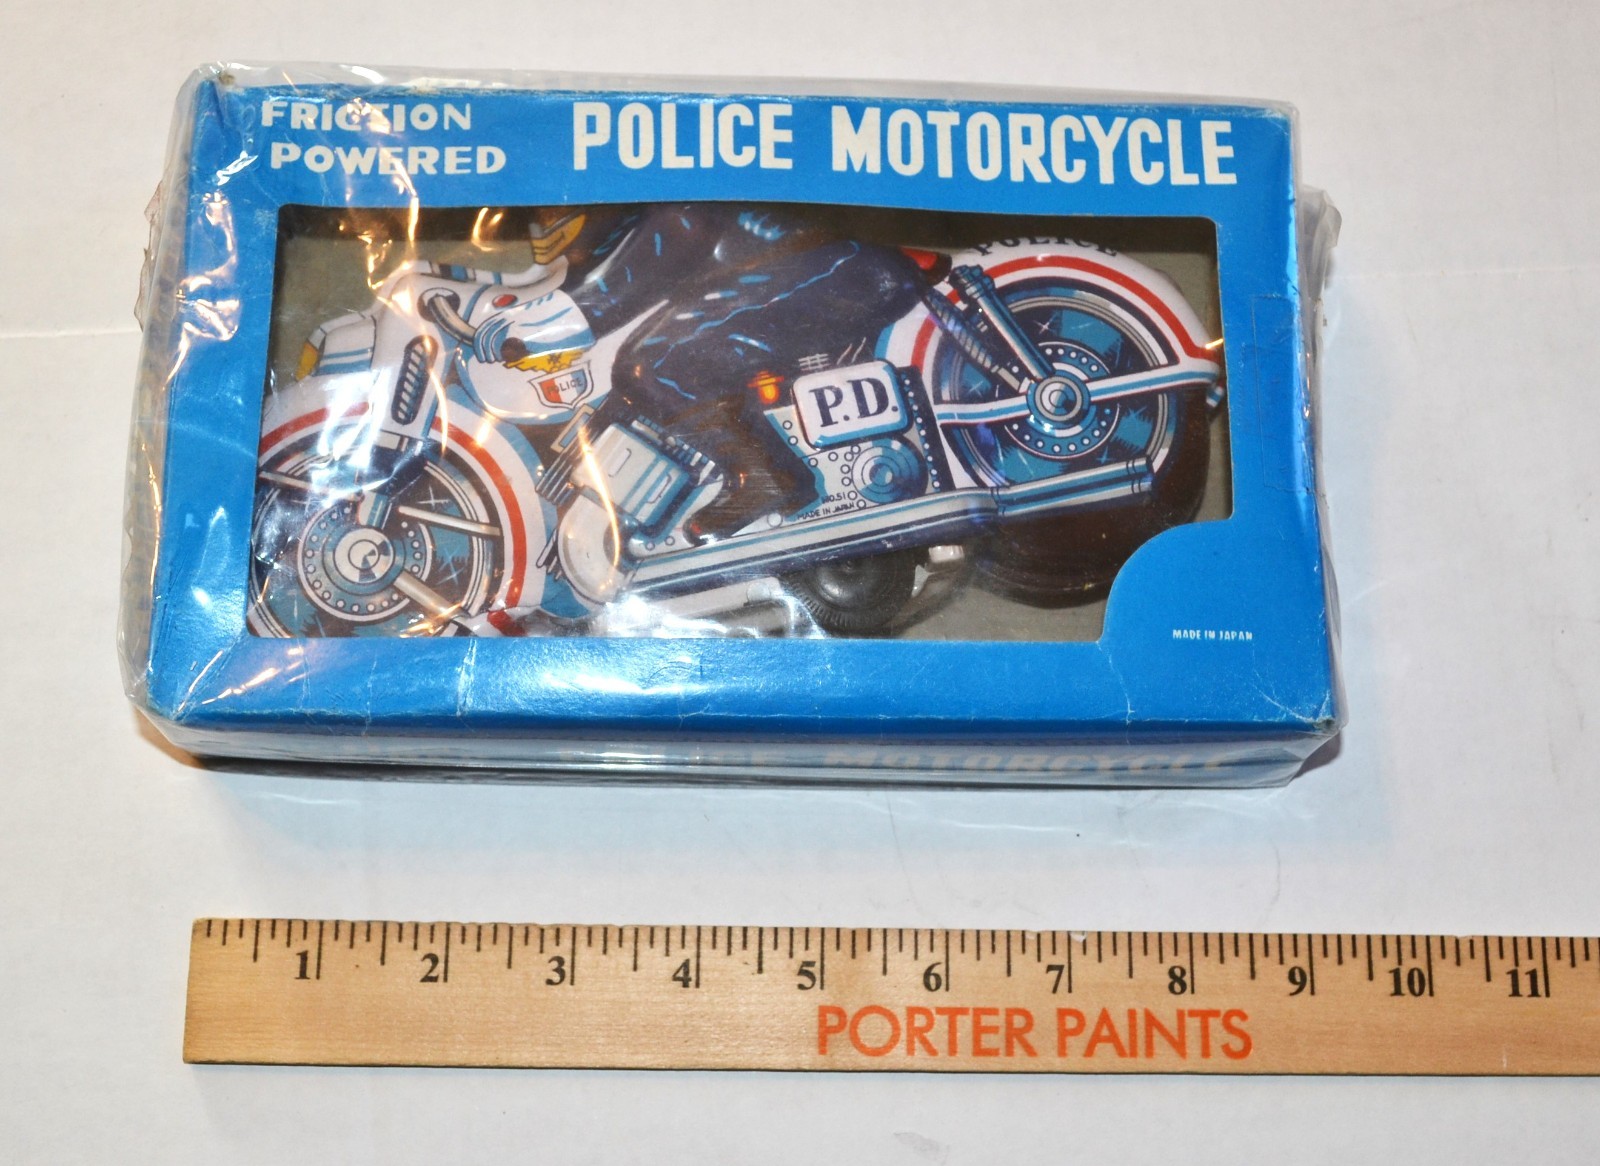 FRICTION
POWERED
POLICE MOTORCYCLE
POLICE
POLICE
P.D.
NO.51
MADE IN JAPAN
MADE IN JAPAN
POLICE MOTORCYCLE
1 2 3 4 5 6 7 8 9 10 11
PORTER PAINTS